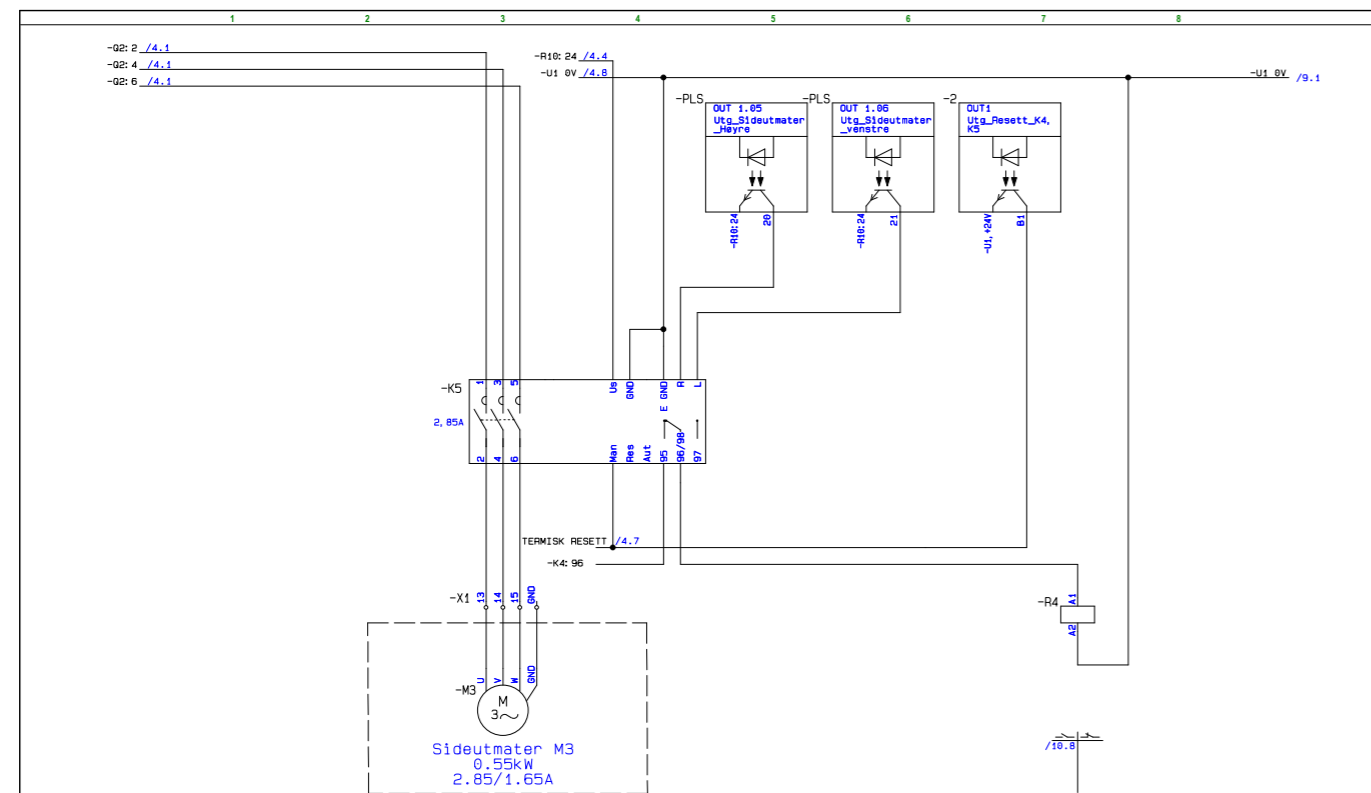 1 2 3 4 5 6 7 8
-Q2: 2 /4.1
-Q2: 4 /4.1
-Q2: 6 /4.1
-R10: 24 /4.4
-U1 0V /4.8
-U1 0V /9.1
-PLS
OUT 1.05
Utg_Sideutmater
_Høyre
-R10:24
20
-PLS
OUT 1.06
Utg_Sideutmater
_venstre
-R10:24
21
-2
OUT1
Utg_Resett_K4,
K5
-U1,+24V
B1
-K5
2,85A
1 3 5
Us
GND
E GND
R
L
2 4 6
Man
Res
Aut
95
96/98
97
TERMISK RESETT /4.7
-K4: 96
-X1 13 14 15 GND
-R4
A1
A2
U V W GND
-M3
M
3~
Sideutmater M3
0.55kW
2.85/1.65A
/10.8